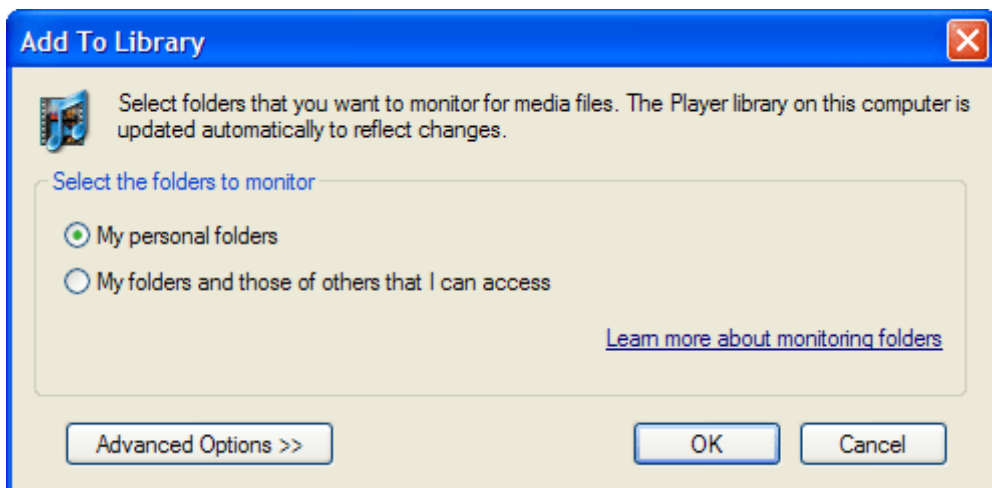 Add To Library
Select folders that you want to monitor for media files. The Player library on this computer is
updated automatically to reflect changes.
Select the folders to monitor
My personal folders
My folders and those of others that I can access
Learn more about monitoring folders
Advanced Options >>
OK
Cancel